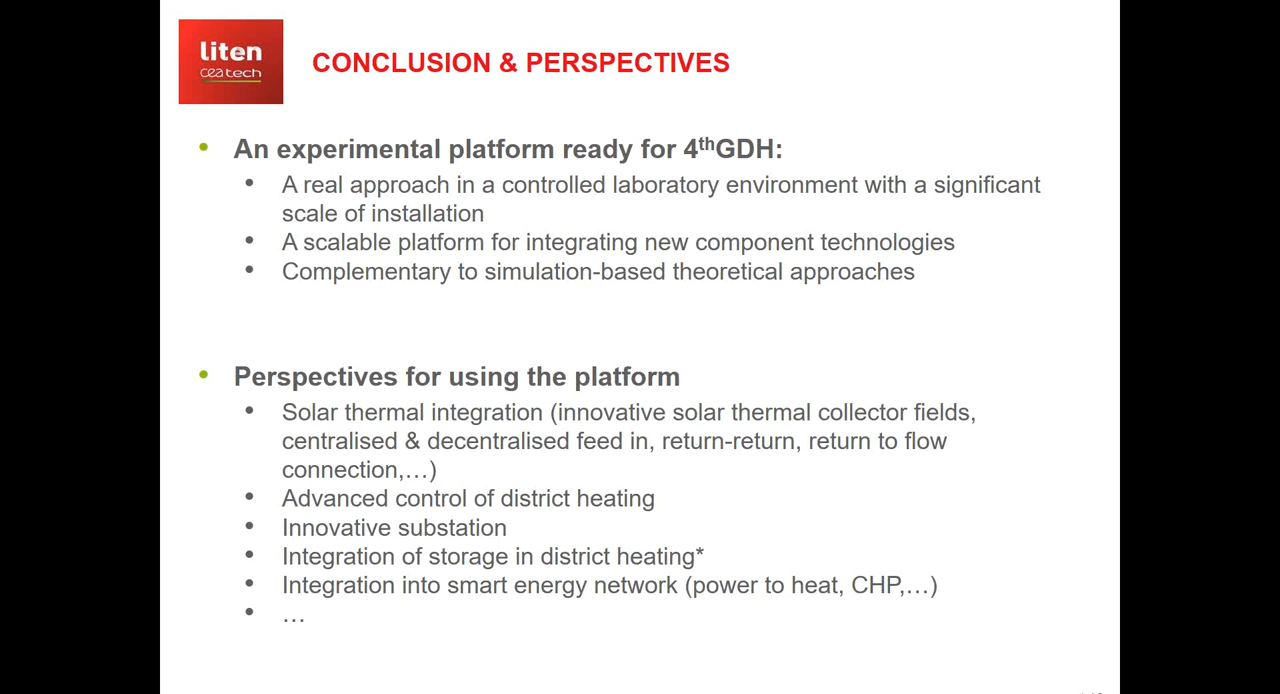 liten
ceatech
CONCLUSION & PERSPECTIVES
• An experimental platform ready for 4thGDH:
• A real approach in a controlled laboratory environment with a significant
scale of installation
• A scalable platform for integrating new component technologies
• Complementary to simulation-based theoretical approaches
• Perspectives for using the platform
• Solar thermal integration (innovative solar thermal collector fields,
centralised & decentralised feed in, return-return, return to flow
connection,…)
• Advanced control of district heating
• Innovative substation
• Integration of storage in district heating*
• Integration into smart energy network (power to heat, CHP,…)
• …